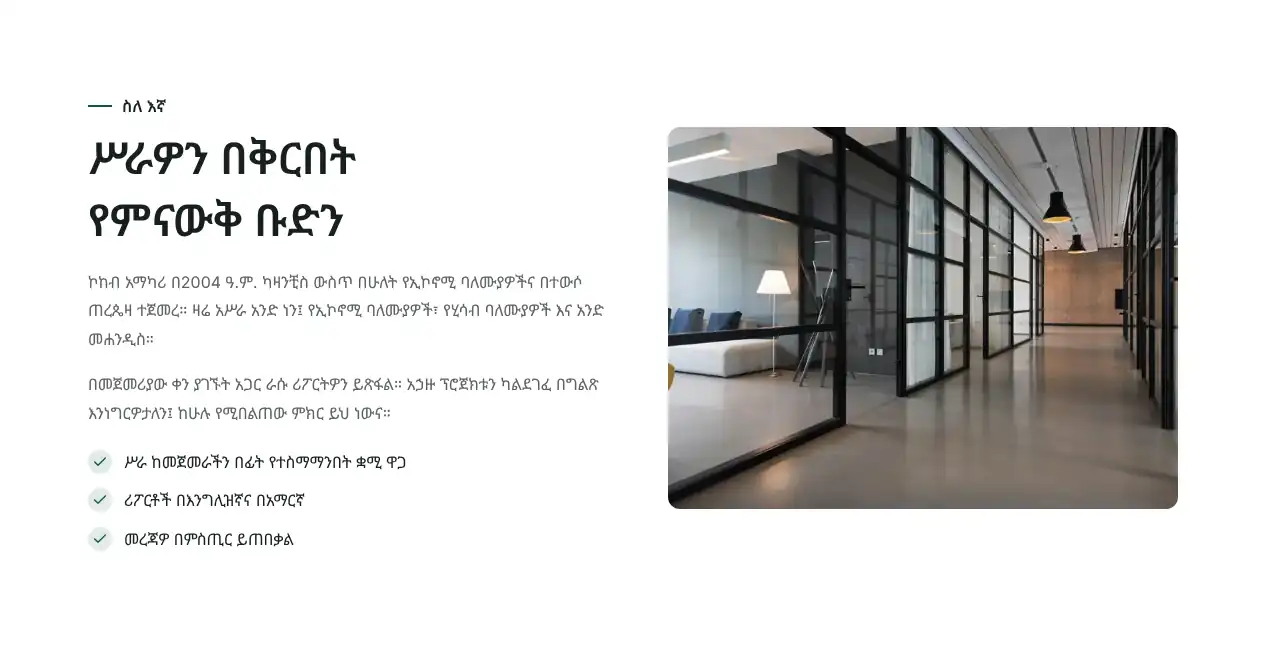 ስለ እኛ
ሥራዎን በቅርበት
የምናውቅ ቡድን
ኮከብ አማካሪ በ2004 ዓ.ም. ካዛንቺስ ውስጥ በሁለት የኢኮኖሚ ባለሙያዎችና በተውሶ
ጠረጴዛ ተጀመረ። ዛሬ አሥራ አንድ ነን፤ የኢኮኖሚ ባለሙያዎች፣ የሂሳብ ባለሙያዎች እና አንድ
መሐንዲስ።
በመጀመሪያው ቀን ያገኙት አጋር ራሱ ሪፖርትዎን ይጽፋል። አኃዙ ፕሮጀክቱን ካልደገፈ በግልጽ
እንነግርዎታለን፤ ከሁሉ የሚበልጠው ምክር ይህ ነውና።
ሥራ ከመጀመራችን በፊት የተስማማንበት ቋሚ ዋጋ
ሪፖርቶች በእንግሊዝኛና በአማርኛ
መረጃዎ በምስጢር ይጠበቃል